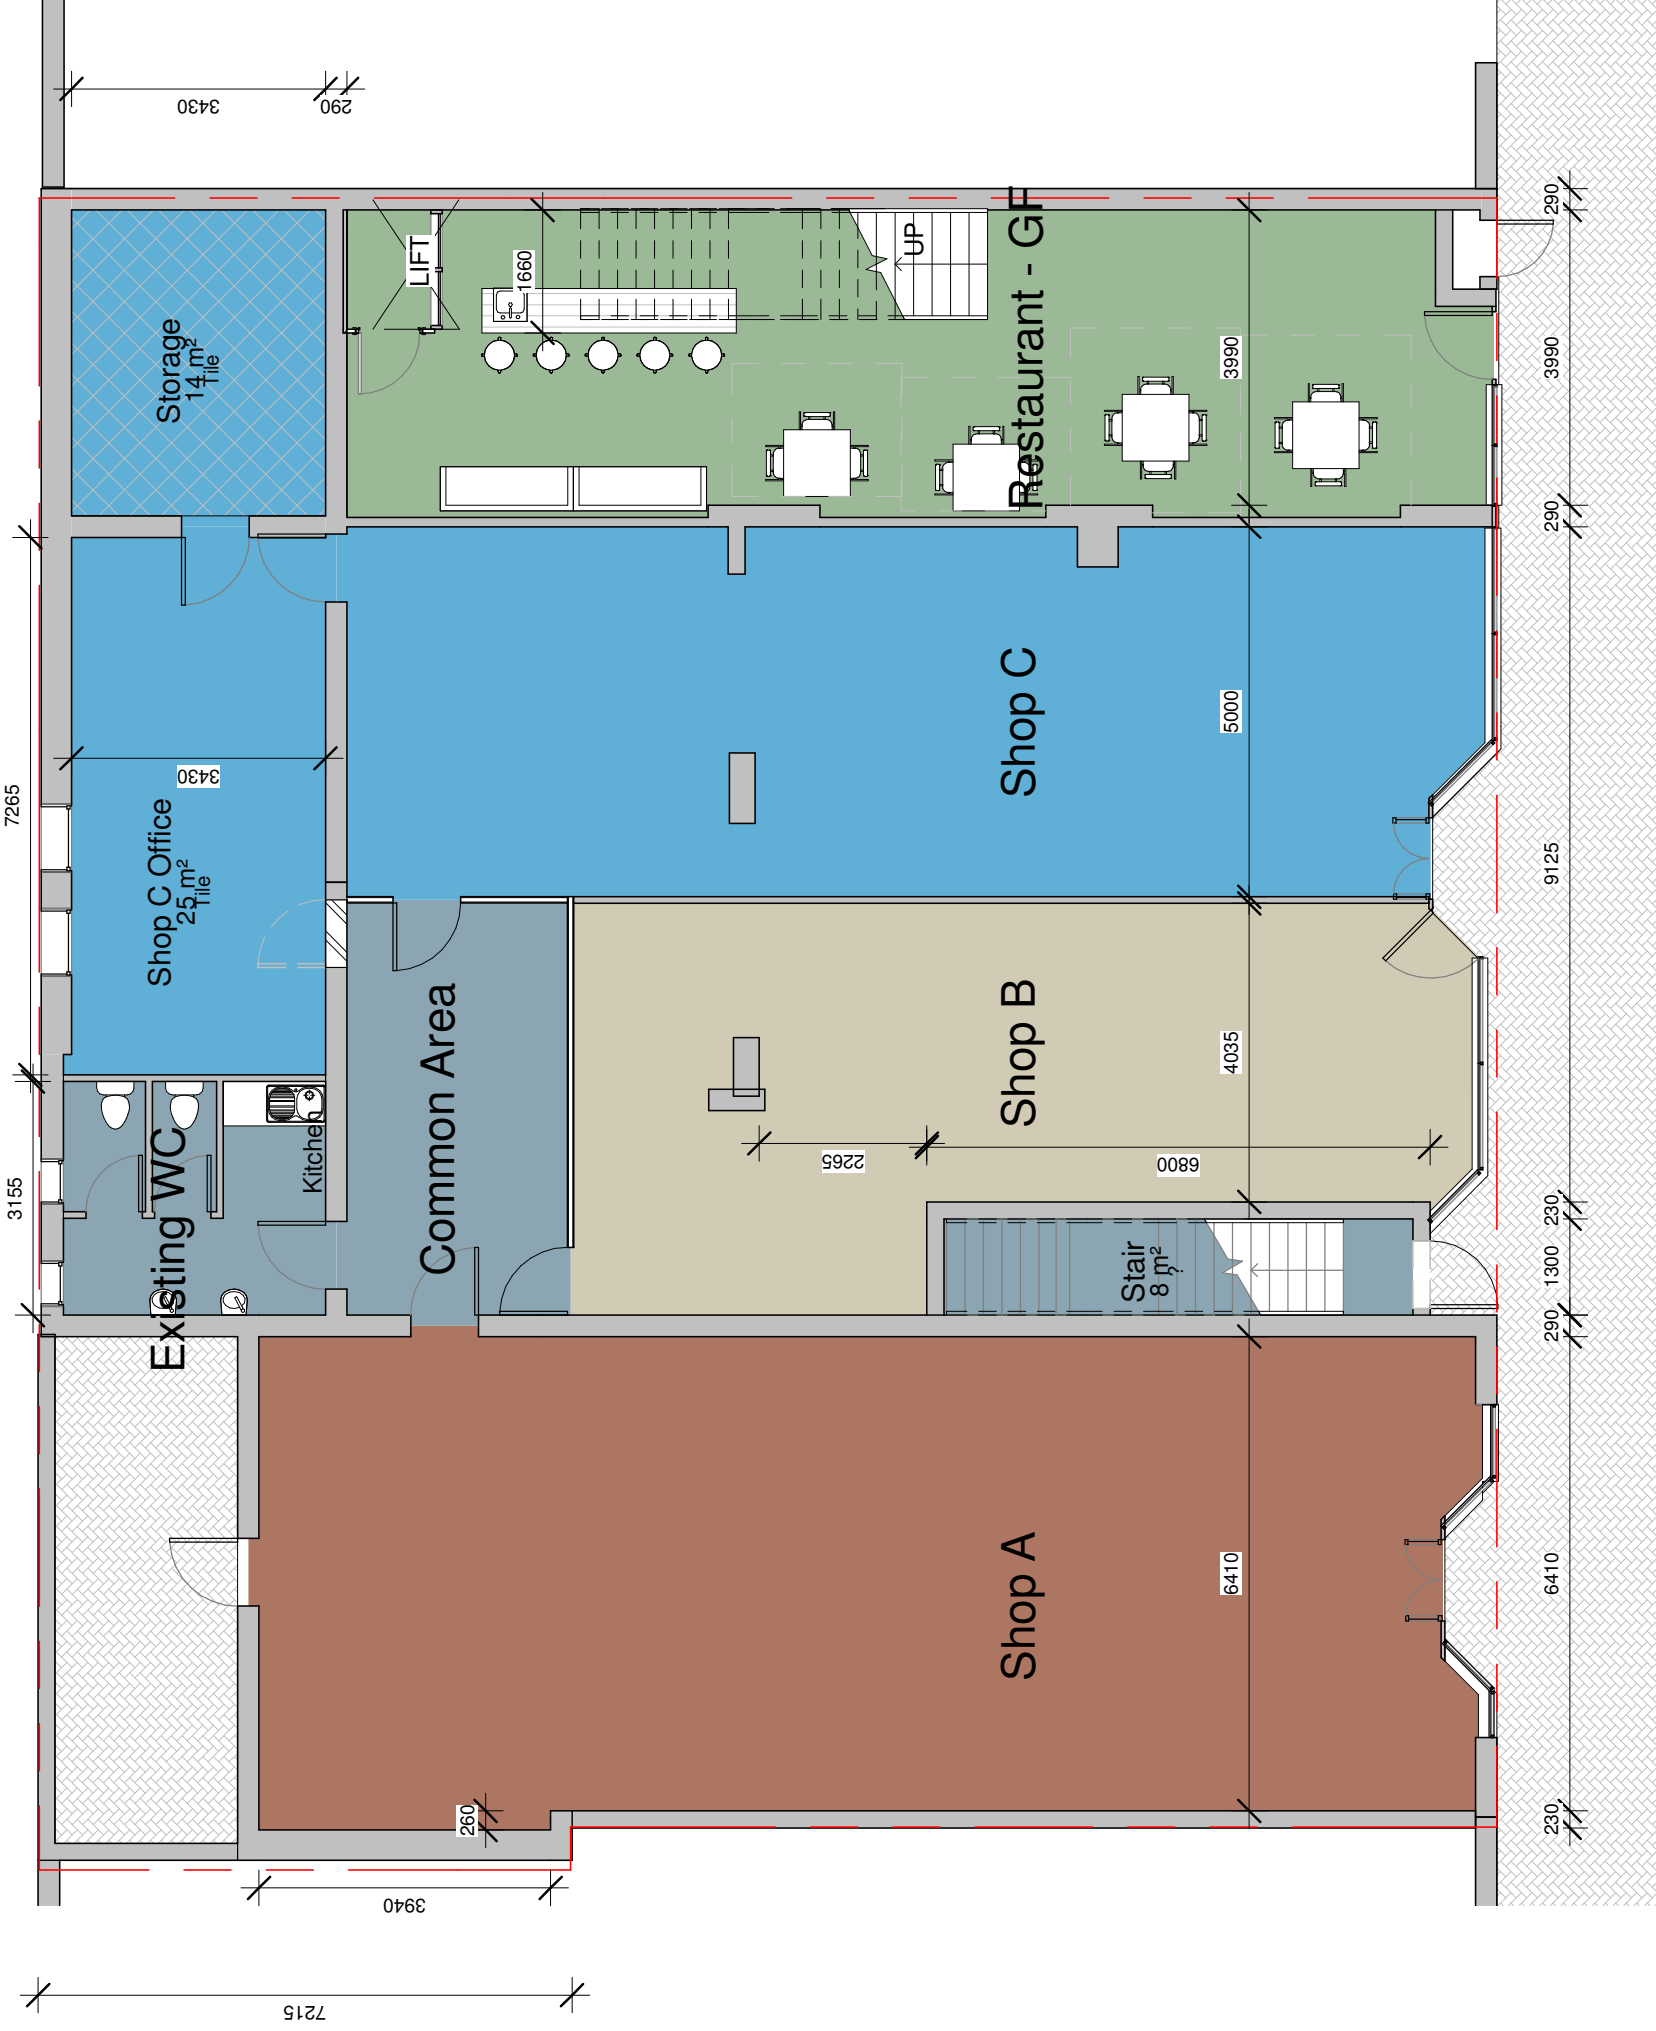 3430
290
Storage
14 m²
Tile
LIFT
1660
UP
Restaurant - GF
3990
290
3990
290
7265
3430
Shop C Office
25 m²
Tile
Shop C
5000
9125
Common Area
Shop B
4035
2265
6800
3155
Existing WC
Kitche
Stair
8 m²
?
230
1300
290
Shop A
6410
6410
260
230
3940
7215